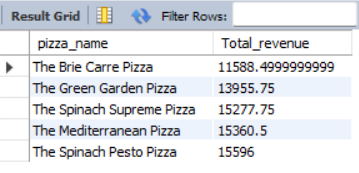 Result Grid Filter Rows:
pizza_name Total_revenue
The Brie Carre Pizza 11588.4999999999
The Green Garden Pizza 13955.75
The Spinach Supreme Pizza 15277.75
The Mediterranean Pizza 15360.5
The Spinach Pesto Pizza 15596